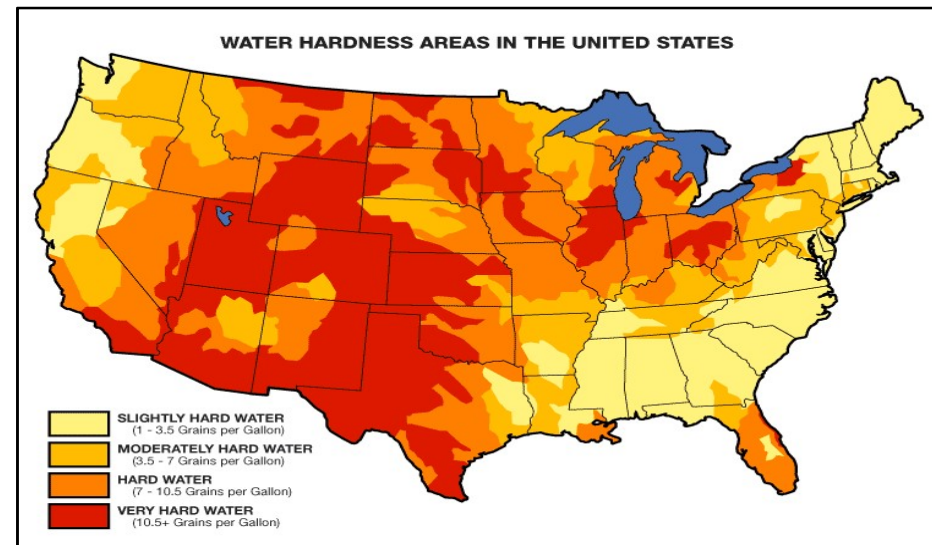 WATER HARDNESS AREAS IN THE UNITED STATES
SLIGHTLY HARD WATER
(1 - 3.5 Grains per Gallon)
MODERATELY HARD WATER
(3.5 - 7 Grains per Gallon)
HARD WATER
(7 - 10.5 Grains per Gallon)
VERY HARD WATER
(10.5+ Grains per Gallon)